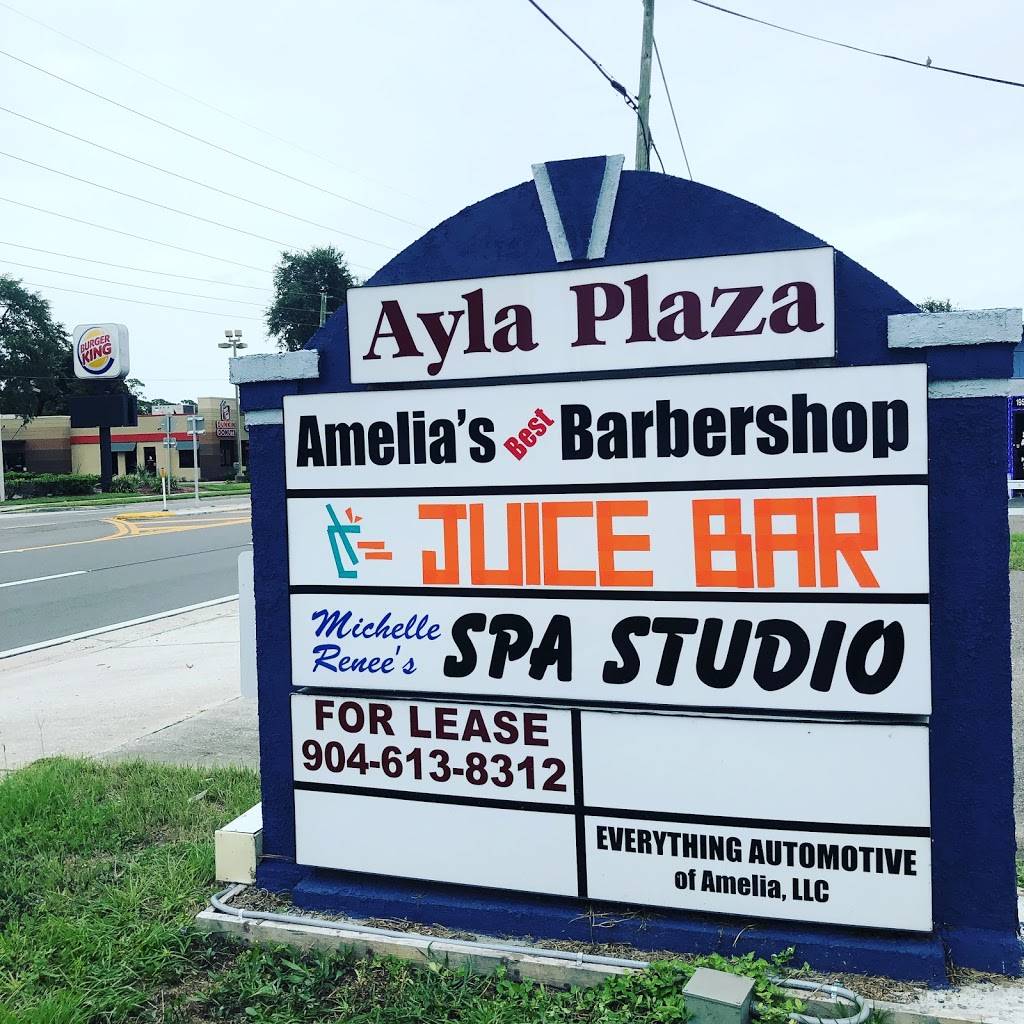 Ayla Plaza
Amelia's Best Barbershop
JUICE BAR
Michelle
Renee's
SPA STUDIO
FOR LEASE
904-613-8312
EVERYTHING AUTOMOTIVE
of Amelia, LLC
BURGER
KING